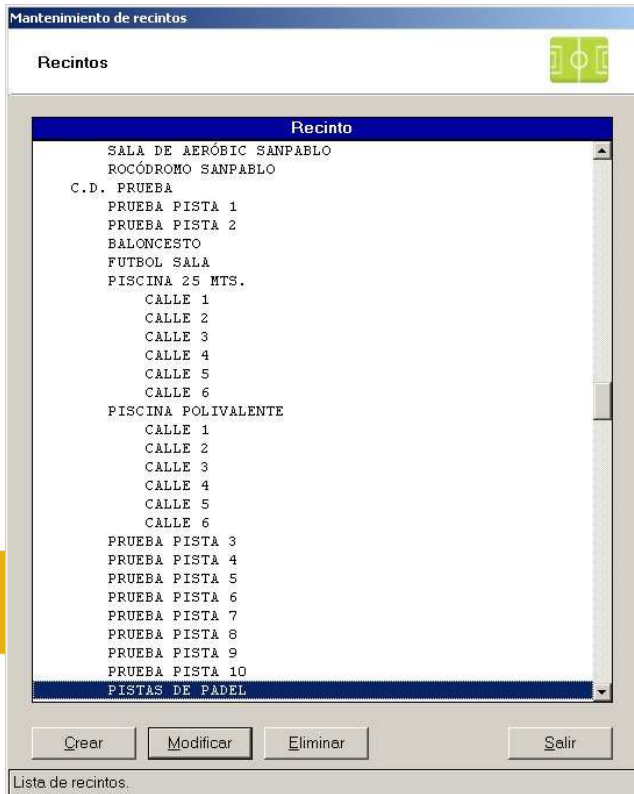 Mantenimiento de recintos
Recintos
Recinto
SALA DE AERÓBIC SANPABLO
ROCÓDROMO SANPABLO
C.D. PRUEBA
PRUEBA PISTA 1
PRUEBA PISTA 2
BALONCESTO
FUTBOL SALA
PISCINA 25 MTS.
CALLE 1
CALLE 2
CALLE 3
CALLE 4
CALLE 5
CALLE 6
PISCINA POLIVALENTE
CALLE 1
CALLE 2
CALLE 3
CALLE 4
CALLE 5
CALLE 6
PRUEBA PISTA 3
PRUEBA PISTA 4
PRUEBA PISTA 5
PRUEBA PISTA 6
PRUEBA PISTA 7
PRUEBA PISTA 8
PRUEBA PISTA 9
PRUEBA PISTA 10
PISTAS DE PADEL
Crear Modificar Eliminar Salir
Lista de recintos.